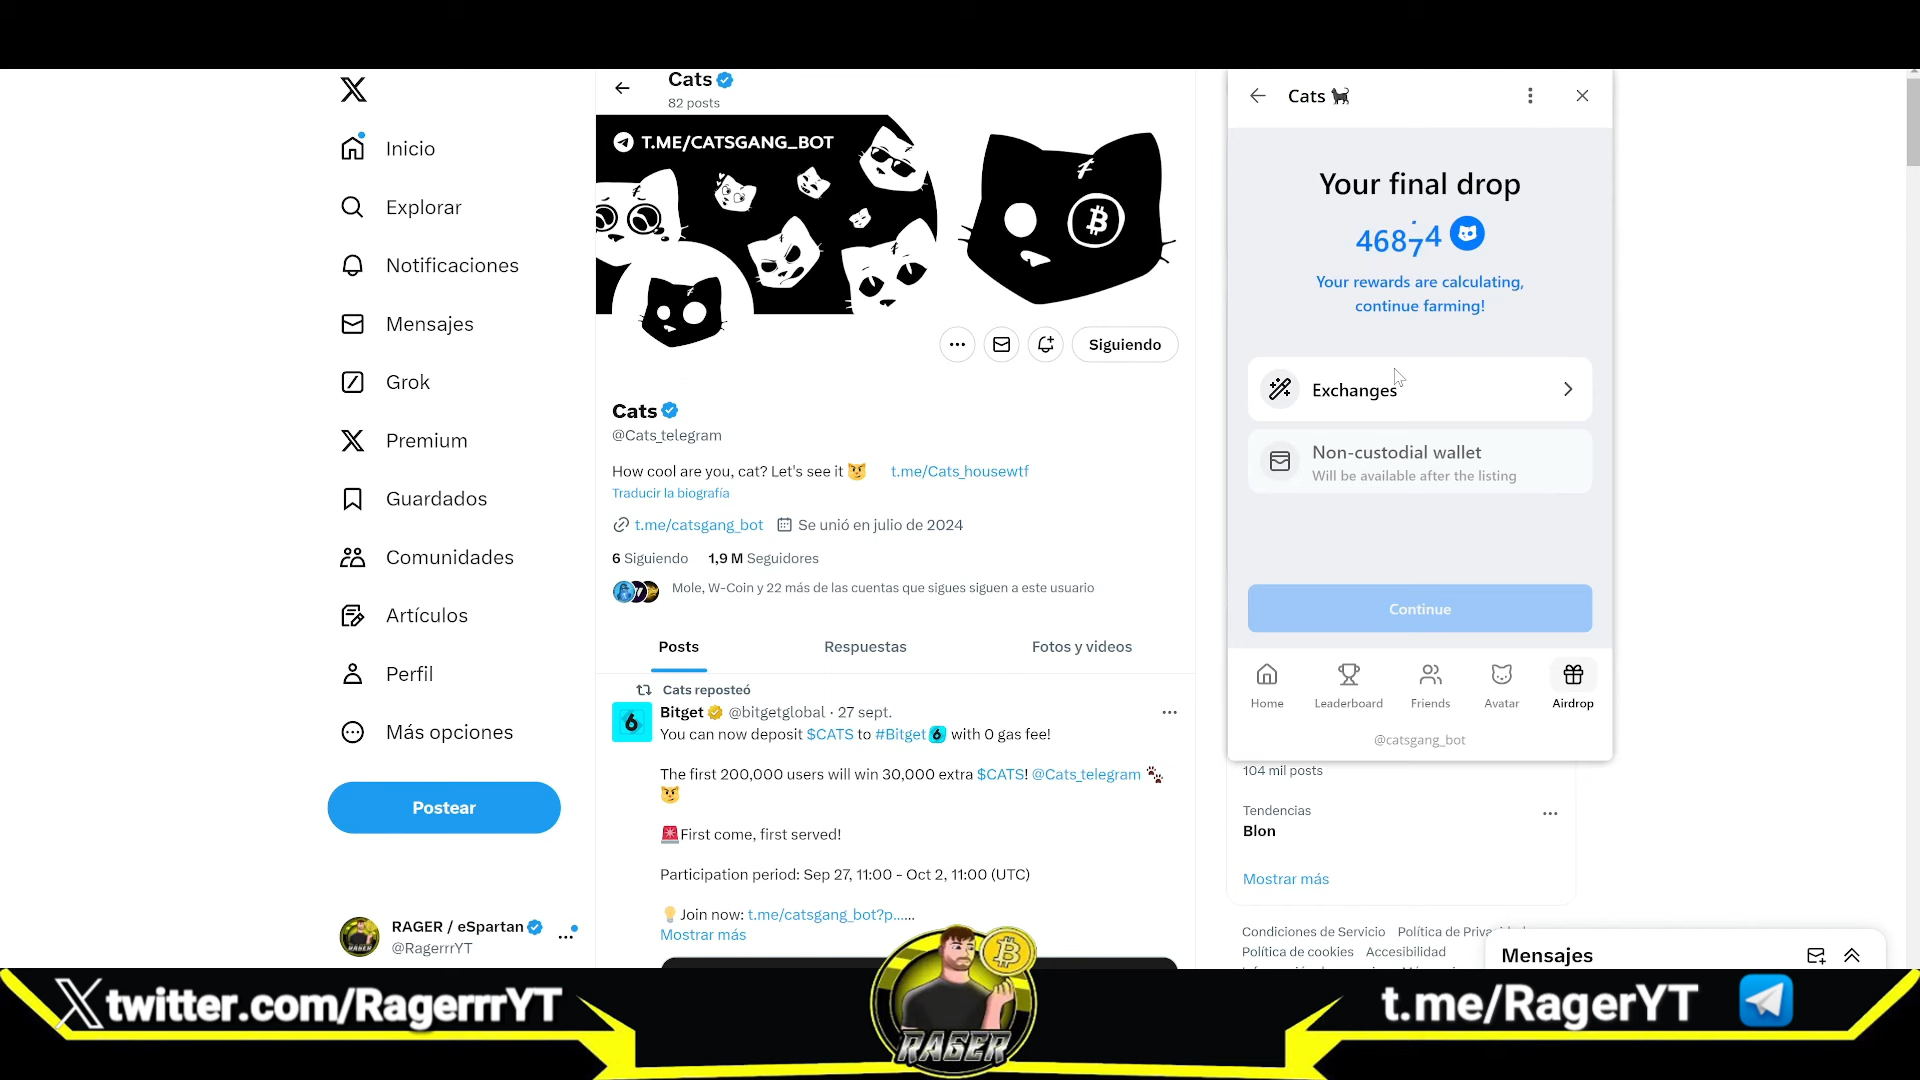 Inicio
Explorar
Notificaciones
Mensajes
Grok
Premium
Guardados
Comunidades
Artículos
Perfil
Más opciones
Postear
RAGER / eSpartan
@RagerrrYT
Cats
82 posts
T.ME/CATSGANG_BOT
Siguiendo
Cats
@Cats_telegram
How cool are you, cat? Let's see it 😼 t.me/Cats_housewtf
Traducir la biografía
t.me/catsgang_bot Se unió en julio de 2024
6 Siguiendo 1,9 M Seguidores
Mole, W-Coin y 22 más de las cuentas que sigues siguen a este usuario
Posts Respuestas Fotos y videos
Cats reposteó
Bitget @bitgetglobal · 27 sept.
You can now deposit $CATS to #Bitget with 0 gas fee!
The first 200,000 users will win 30,000 extra $CATS! @Cats_telegram 🐾
😼
🚨First come, first served!
Participation period: Sep 27, 11:00 - Oct 2, 11:00 (UTC)
💡Join now: t.me/catsgang_bot?p......
Mostrar más
Cats 🐈‍⬛
Your final drop
Your rewards are calculating,
continue farming!
Exchanges
Non-custodial wallet
Will be available after the listing
Continue
Home Leaderboard Friends Avatar Airdrop
@catsgang_bot
104 mil posts
Tendencias
Blon
Mostrar más
Condiciones de Servicio Política de
Política de cookies Accesibilidad
Mensajes
twitter.com/RagerrrYT
RAGER
t.me/RagerYT